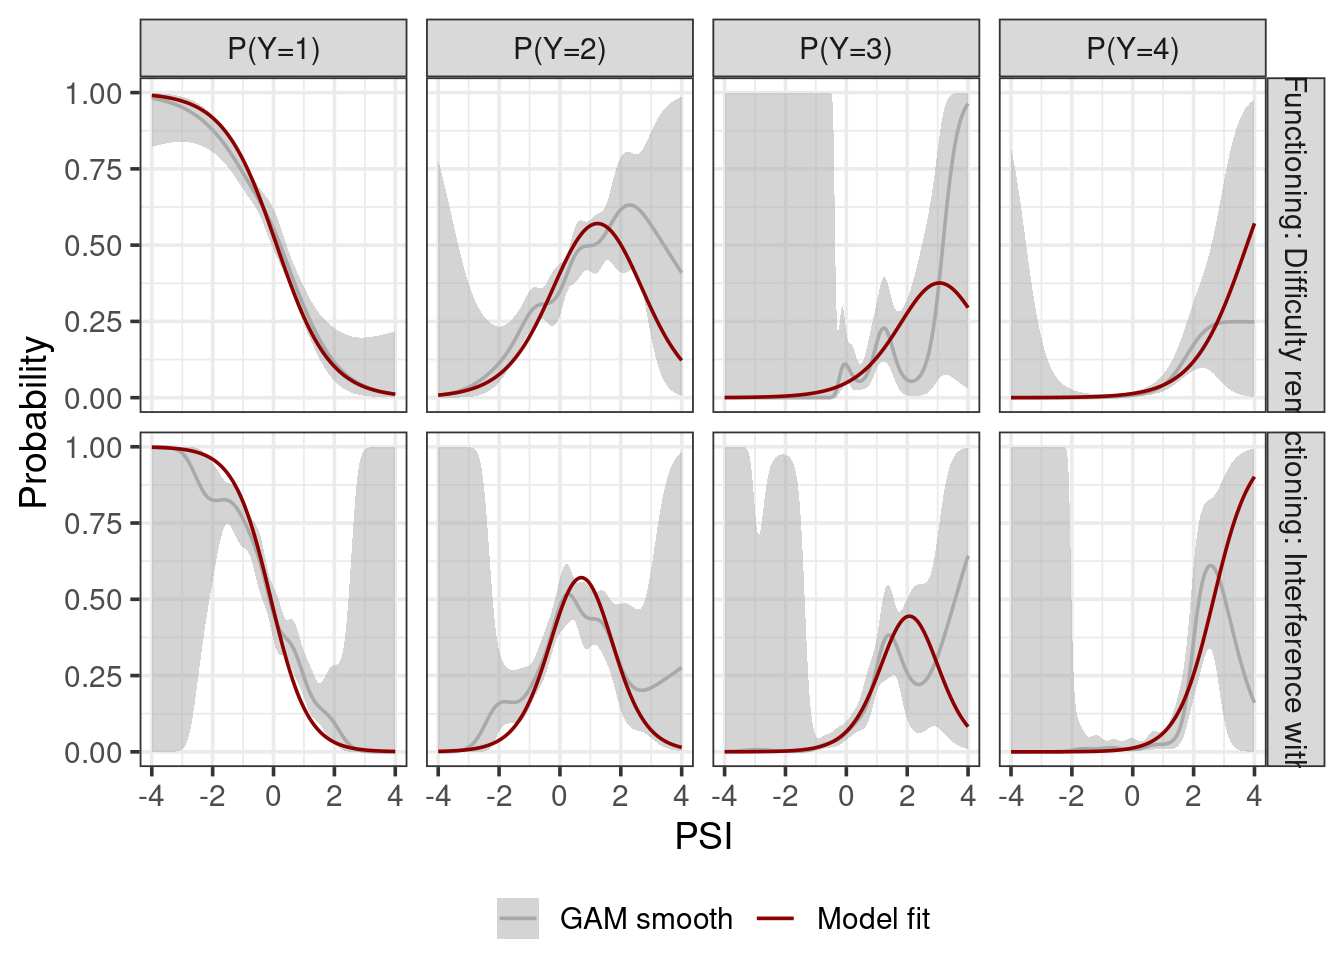 P(Y=1) P(Y=2) P(Y=3) P(Y=4)
1.00
0.75
0.50
0.25
0.00
Functioning: Difficulty
1.00
0.75
0.50
0.25
0.00
ctioning: Interference with
Probability
-4 -2 0 2 4 -4 -2 0 2 4 -4 -2 0 2 4 -4 -2 0 2 4
PSI
GAM smooth Model fit